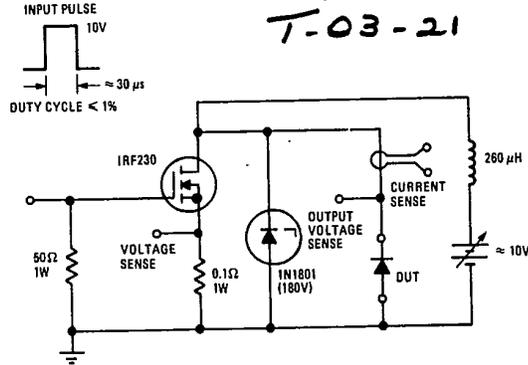 INPUT PULSE
10V
≈ 30 μs
DUTY CYCLE < 1%
T-03-21
IRF230
VOLTAGE
SENSE
50Ω
1W
0.1Ω
1W
1N1801
(180V)
OUTPUT
VOLTAGE
SENSE
CURRENT
SENSE
DUT
260 μH
≈ 10V